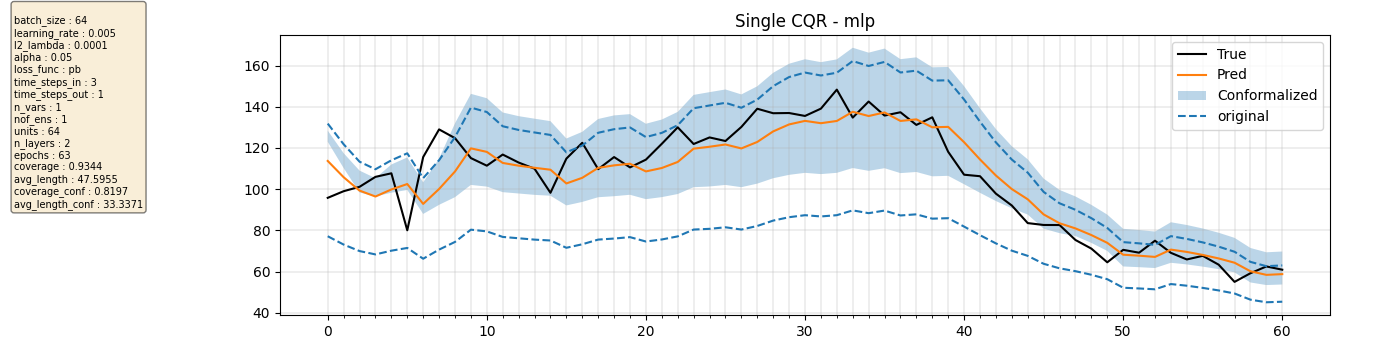 batch_size : 64
learning_rate : 0.005
l2_lambda : 0.0001
alpha : 0.05
loss_func : pb
time_steps_in : 3
time_steps_out : 1
n_vars : 1
nof_ens : 1
units : 64
n_layers : 2
epochs : 63
coverage : 0.9344
avg_length : 47.5955
coverage_conf : 0.8197
avg_length_conf : 33.3371
Single CQR - mlp
True
Pred
Conformalized
original
160
140
120
100
80
60
40
0 10 20 30 40 50 60